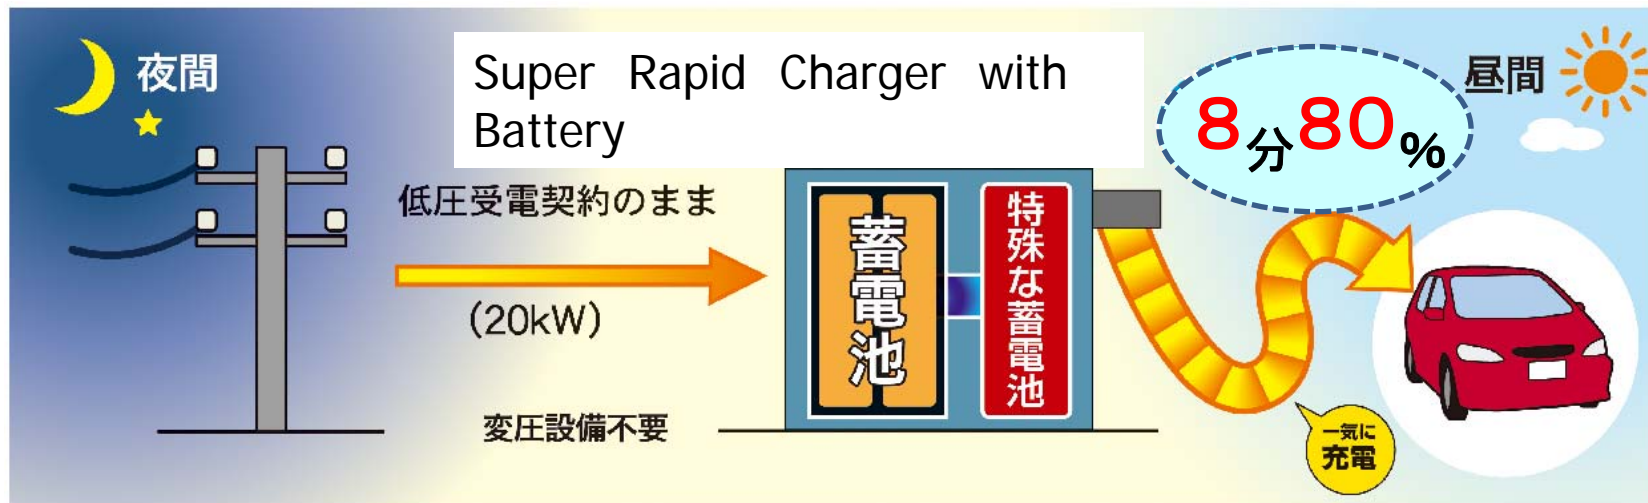 夜間
Super Rapid Charger with
Battery
8分80%
昼間
低圧受電契約のまま
(20kW)
変圧設備不要
蓄電池
特殊な蓄電池
一気に
充電